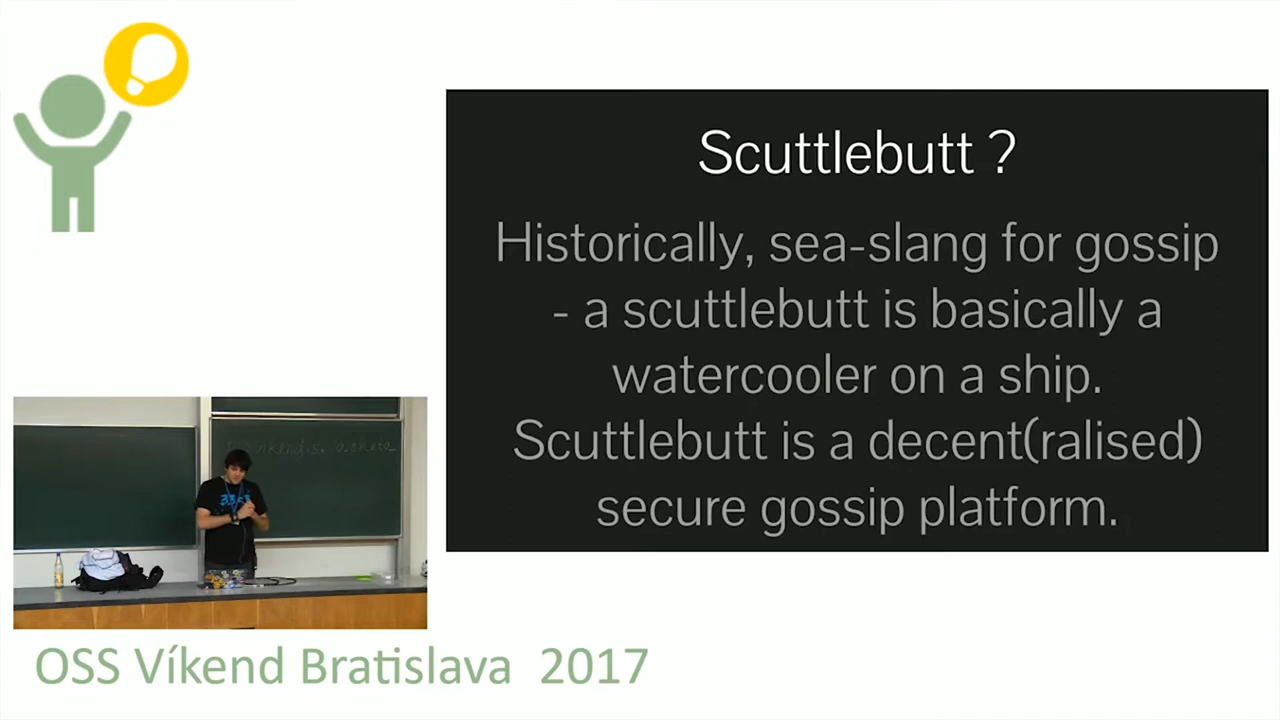 Scuttlebutt ?
Historically, sea-slang for gossip
- a scuttlebutt is basically a
watercooler on a ship.
Scuttlebutt is a decent(ralised)
secure gossip platform.
OSS Víkend Bratislava 2017